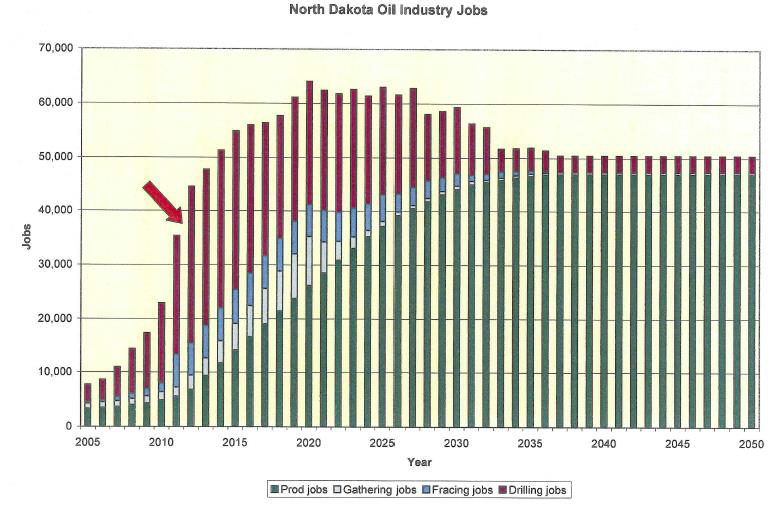 North Dakota Oil Industry Jobs
70,000
60,000
50,000
40,000
30,000
20,000
10,000
0
Jobs
2005 2010 2015 2020 2025 2030 2035 2040 2045 2050
Year
Prod jobs Gathering jobs Fracing jobs Drilling jobs